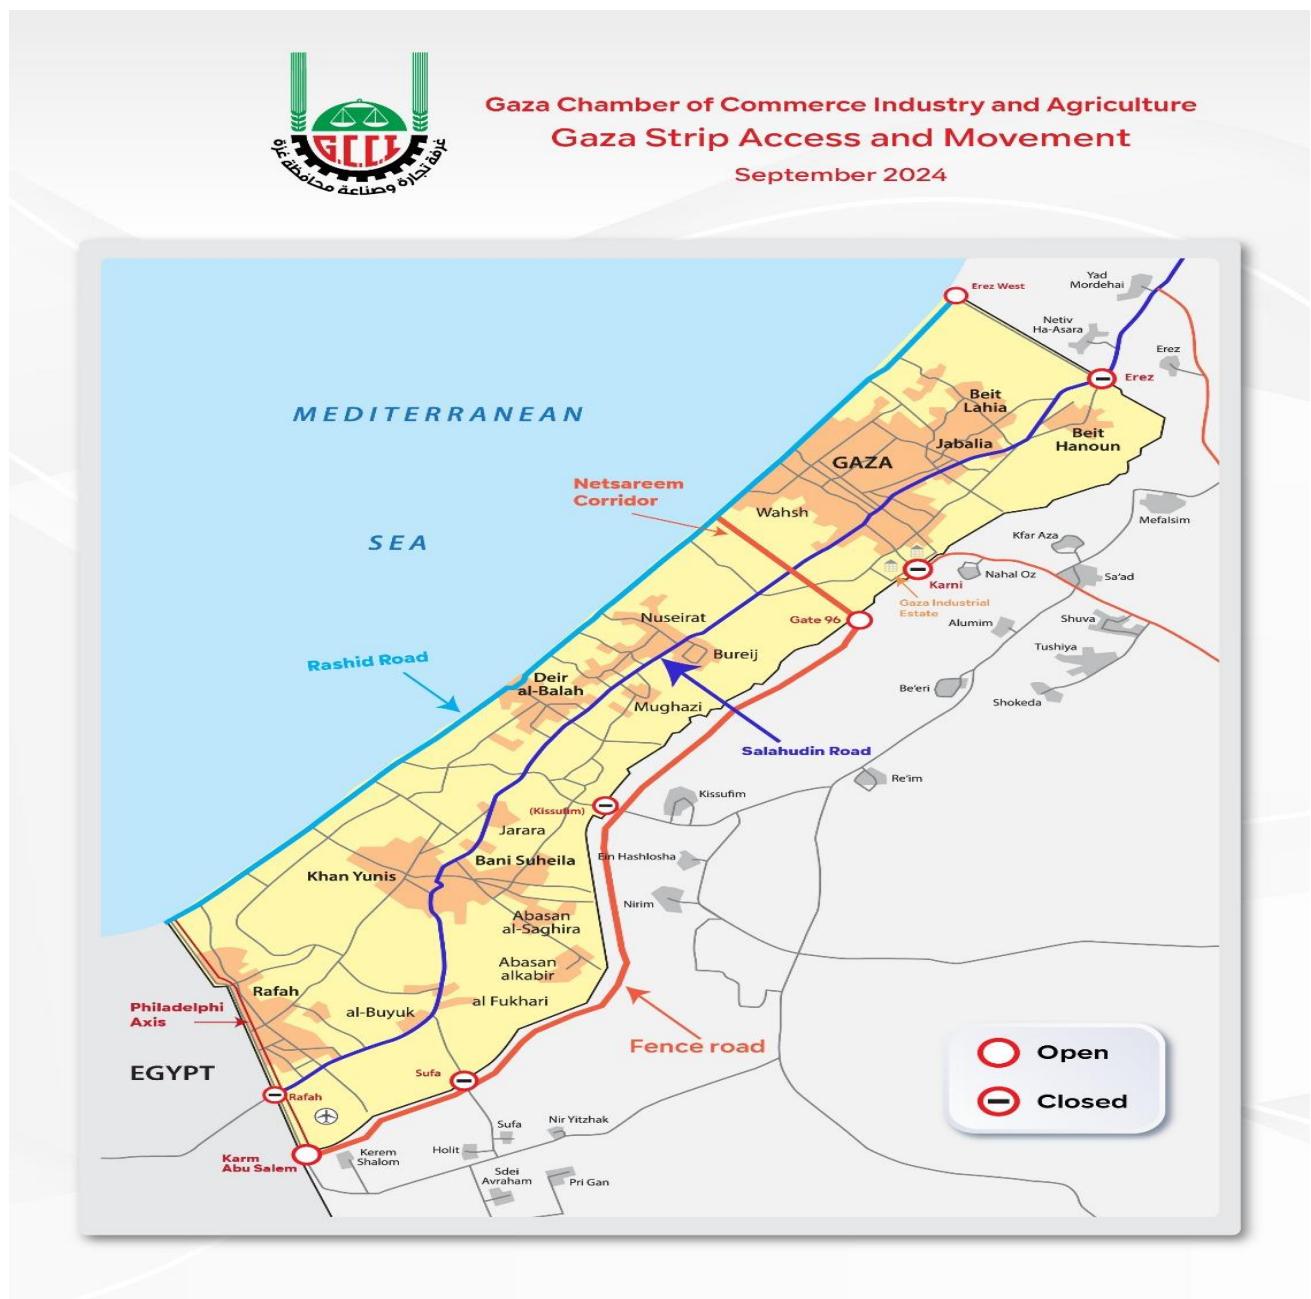 Gaza Chamber of Commerce Industry and Agriculture
Gaza Strip Access and Movement
September 2024
G.C.C.I
غرفة تجارة وصناعة محافظة غزة
Erez West
Yad
Mordehai
Netiv
Ha-Asara
Erez
Erez
MEDITERRANEAN
SEA
Beit
Lahia
Jabalia
Beit
Hanoun
GAZA
Netsareem
Corridor
Wahsh
Mefalsim
Kfar Aza
Nahal Oz
Sa'ad
Karni
Gaza Industrial
Estate
Gate 96
Alumim
Shuva
Tushiya
Nuseirat
Bureij
Rashid Road
Deir
al-Balah
Mughazi
Be'eri
Shokeda
Salahudin Road
Re'im
Kissufim
(Kissufim)
Jarara
Bani Suheila
Ein Hashlosha
Khan Yunis
Nirim
Abasan
al-Saghira
Abasan
alkabir
Rafah
al Fukhari
al-Buyuk
Philadelphi
Axis
Fence road
EGYPT
Sufa
Rafah
Sufa
Nir Yitzhak
Karm
Abu Salem
Kerem
Shalom
Holit
Sdei
Avraham
Pri Gan
Open
Closed